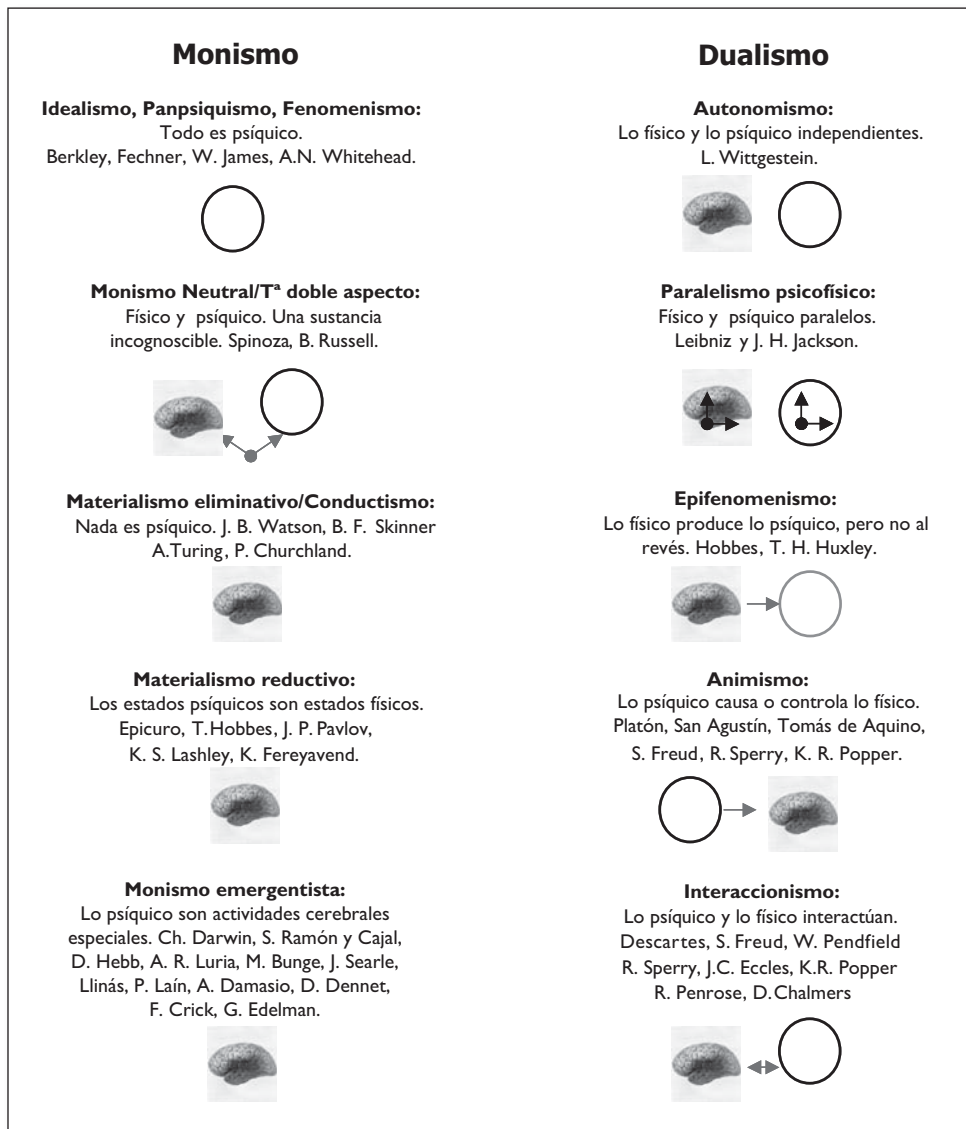 Monismo
Idealismo, Panpsiquismo, Fenomenismo:
Todo es psíquico.
Berkley, Fechner, W. James, A.N. Whitehead.
Monismo Neutral/Tª doble aspecto:
Físico y psíquico. Una sustancia
incognoscible. Spinoza, B. Russell.
Materialismo eliminativo/Conductismo:
Nada es psíquico. J. B. Watson, B. F. Skinner
A. Turing, P. Churchland.
Materialismo reductivo:
Los estados psíquicos son estados físicos.
Epicuro, T. Hobbes, J. P. Pavlov,
K. S. Lashley, K. Fereyavend.
Monismo emergentista:
Lo psíquico son actividades cerebrales
especiales. Ch. Darwin, S. Ramón y Cajal,
D. Hebb, A. R. Luria, M. Bunge, J. Searle,
Llinás, P. Laín, A. Damasio, D. Dennet,
F. Crick, G. Edelman.
Dualismo
Autonomismo:
Lo físico y lo psíquico independientes.
L. Wittgestein.
Paralelismo psicofísico:
Físico y psíquico paralelos.
Leibniz y J. H. Jackson.
Epifenomenismo:
Lo físico produce lo psíquico, pero no al
revés. Hobbes, T. H. Huxley.
Animismo:
Lo psíquico causa o controla lo físico.
Platón, San Agustín, Tomás de Aquino,
S. Freud, R. Sperry, K. R. Popper.
Interaccionismo:
Lo psíquico y lo físico interactúan.
Descartes, S. Freud, W. Pendfield
R. Sperry, J.C. Eccles, K.R. Popper
R. Penrose, D. Chalmers